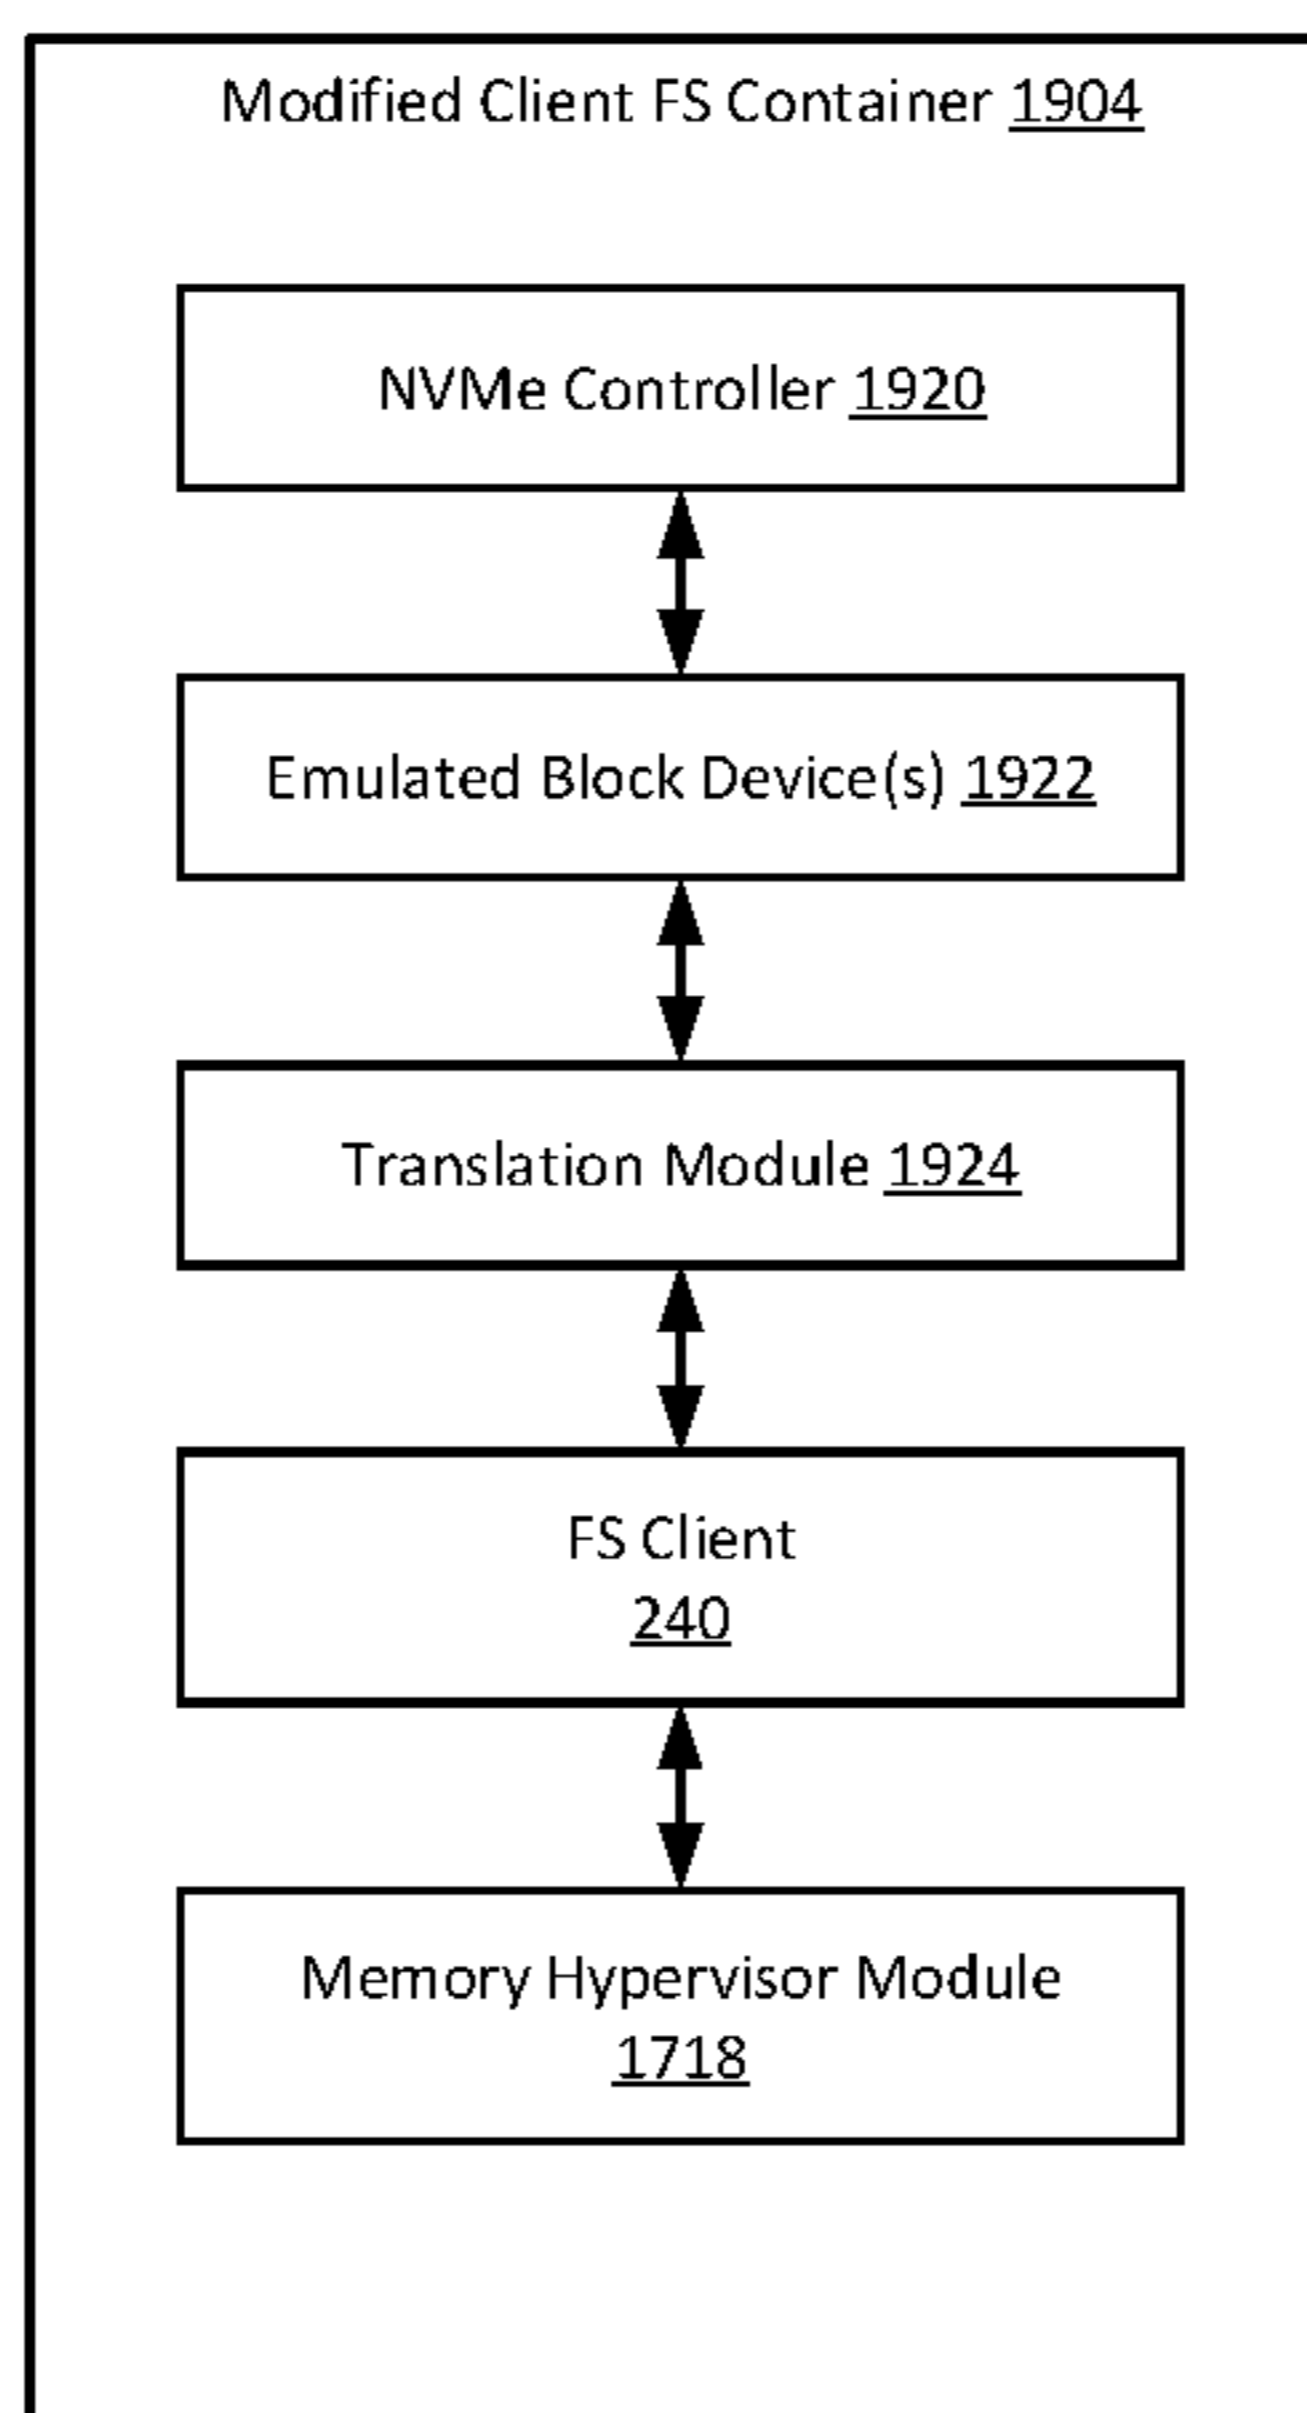 Modified Client FS Container 1904
NVMe Controller 1920
Emulated Block Device(s) 1922
Translation Module 1924
FS Client
240
Memory Hypervisor Module
1718